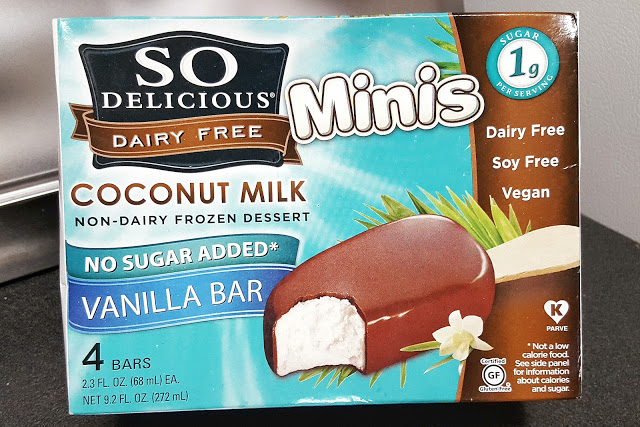 SO
DELICIOUS®
DAIRY FREE
Minis
SUGAR
1g
PER SERVING
Dairy Free
Soy Free
Vegan
COCONUT MILK
NON-DAIRY FROZEN DESSERT
NO SUGAR ADDED*
VANILLA BAR
4 BARS
2.3 FL. OZ. (68 mL) EA.
NET 9.2 FL. OZ. (272 mL)
K
PARVE
*Not a low
calorie food.
See side panel
for information
about calories
and sugar.
Certified
GF
Gluten-Free